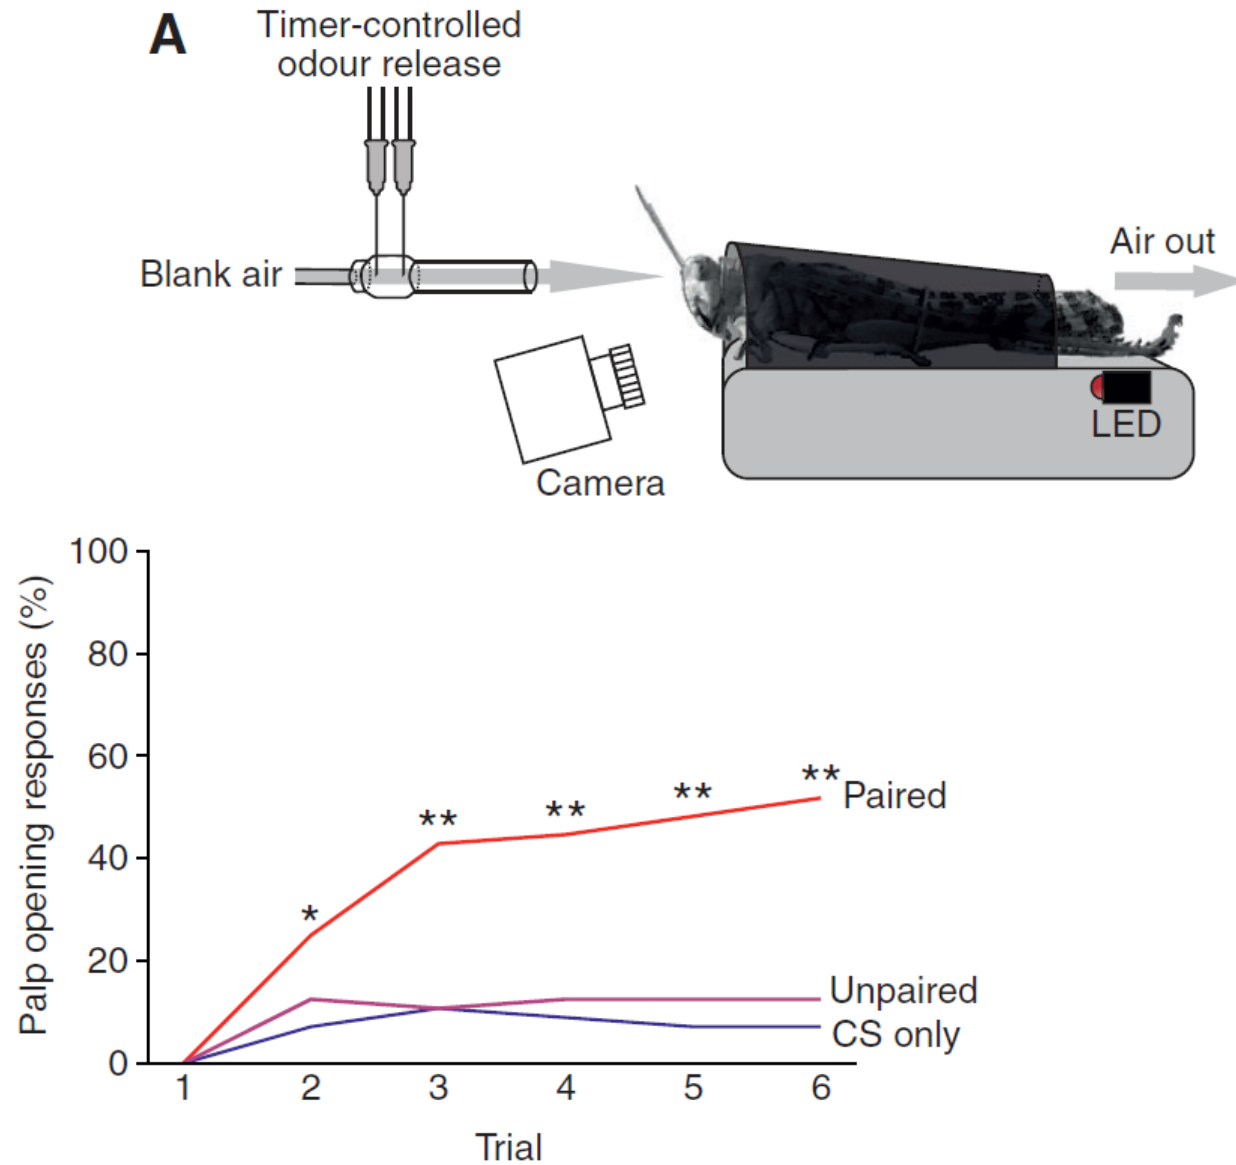 A
Timer-controlled
odour release
Blank air
Air out
LED
Camera
Palp opening responses (%)
100
80
60
40
20
0
*
**
**
**
**
Paired
Unpaired
CS only
1 2 3 4 5 6
Trial